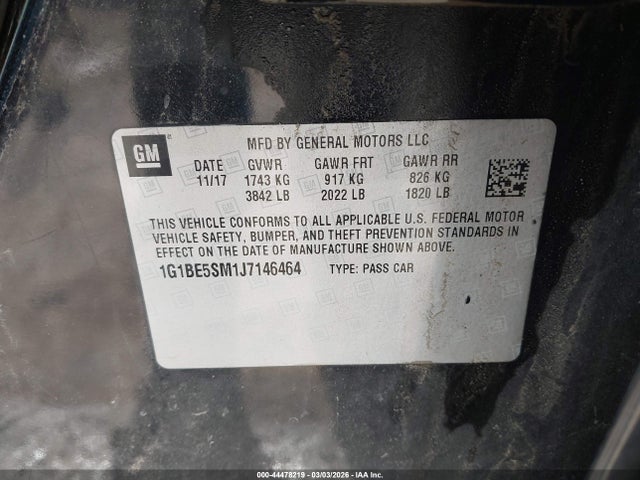 GM
MFD BY GENERAL MOTORS LLC
DATE GVWR GAWR FRT GAWR RR
11/17 1743 KG 917 KG 826 KG
3842 LB 2022 LB 1820 LB
THIS VEHICLE CONFORMS TO ALL APPLICABLE U.S. FEDERAL MOTOR
VEHICLE SAFETY, BUMPER, AND THEFT PREVENTION STANDARDS IN
EFFECT ON THE DATE OF MANUFACTURE SHOWN ABOVE.
1G1BE5SM1J7146464 TYPE: PASS CAR
000-44478219 - 03/03/2026 - IAA Inc.